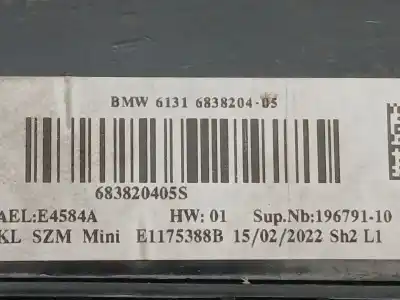 BMW 6131 6838204-05
683820405S
AEL:E4584A HW: 01 Sup.Nb:196791-10
KL SZM Mini E1175388B 15/02/2022 Sh2 L1